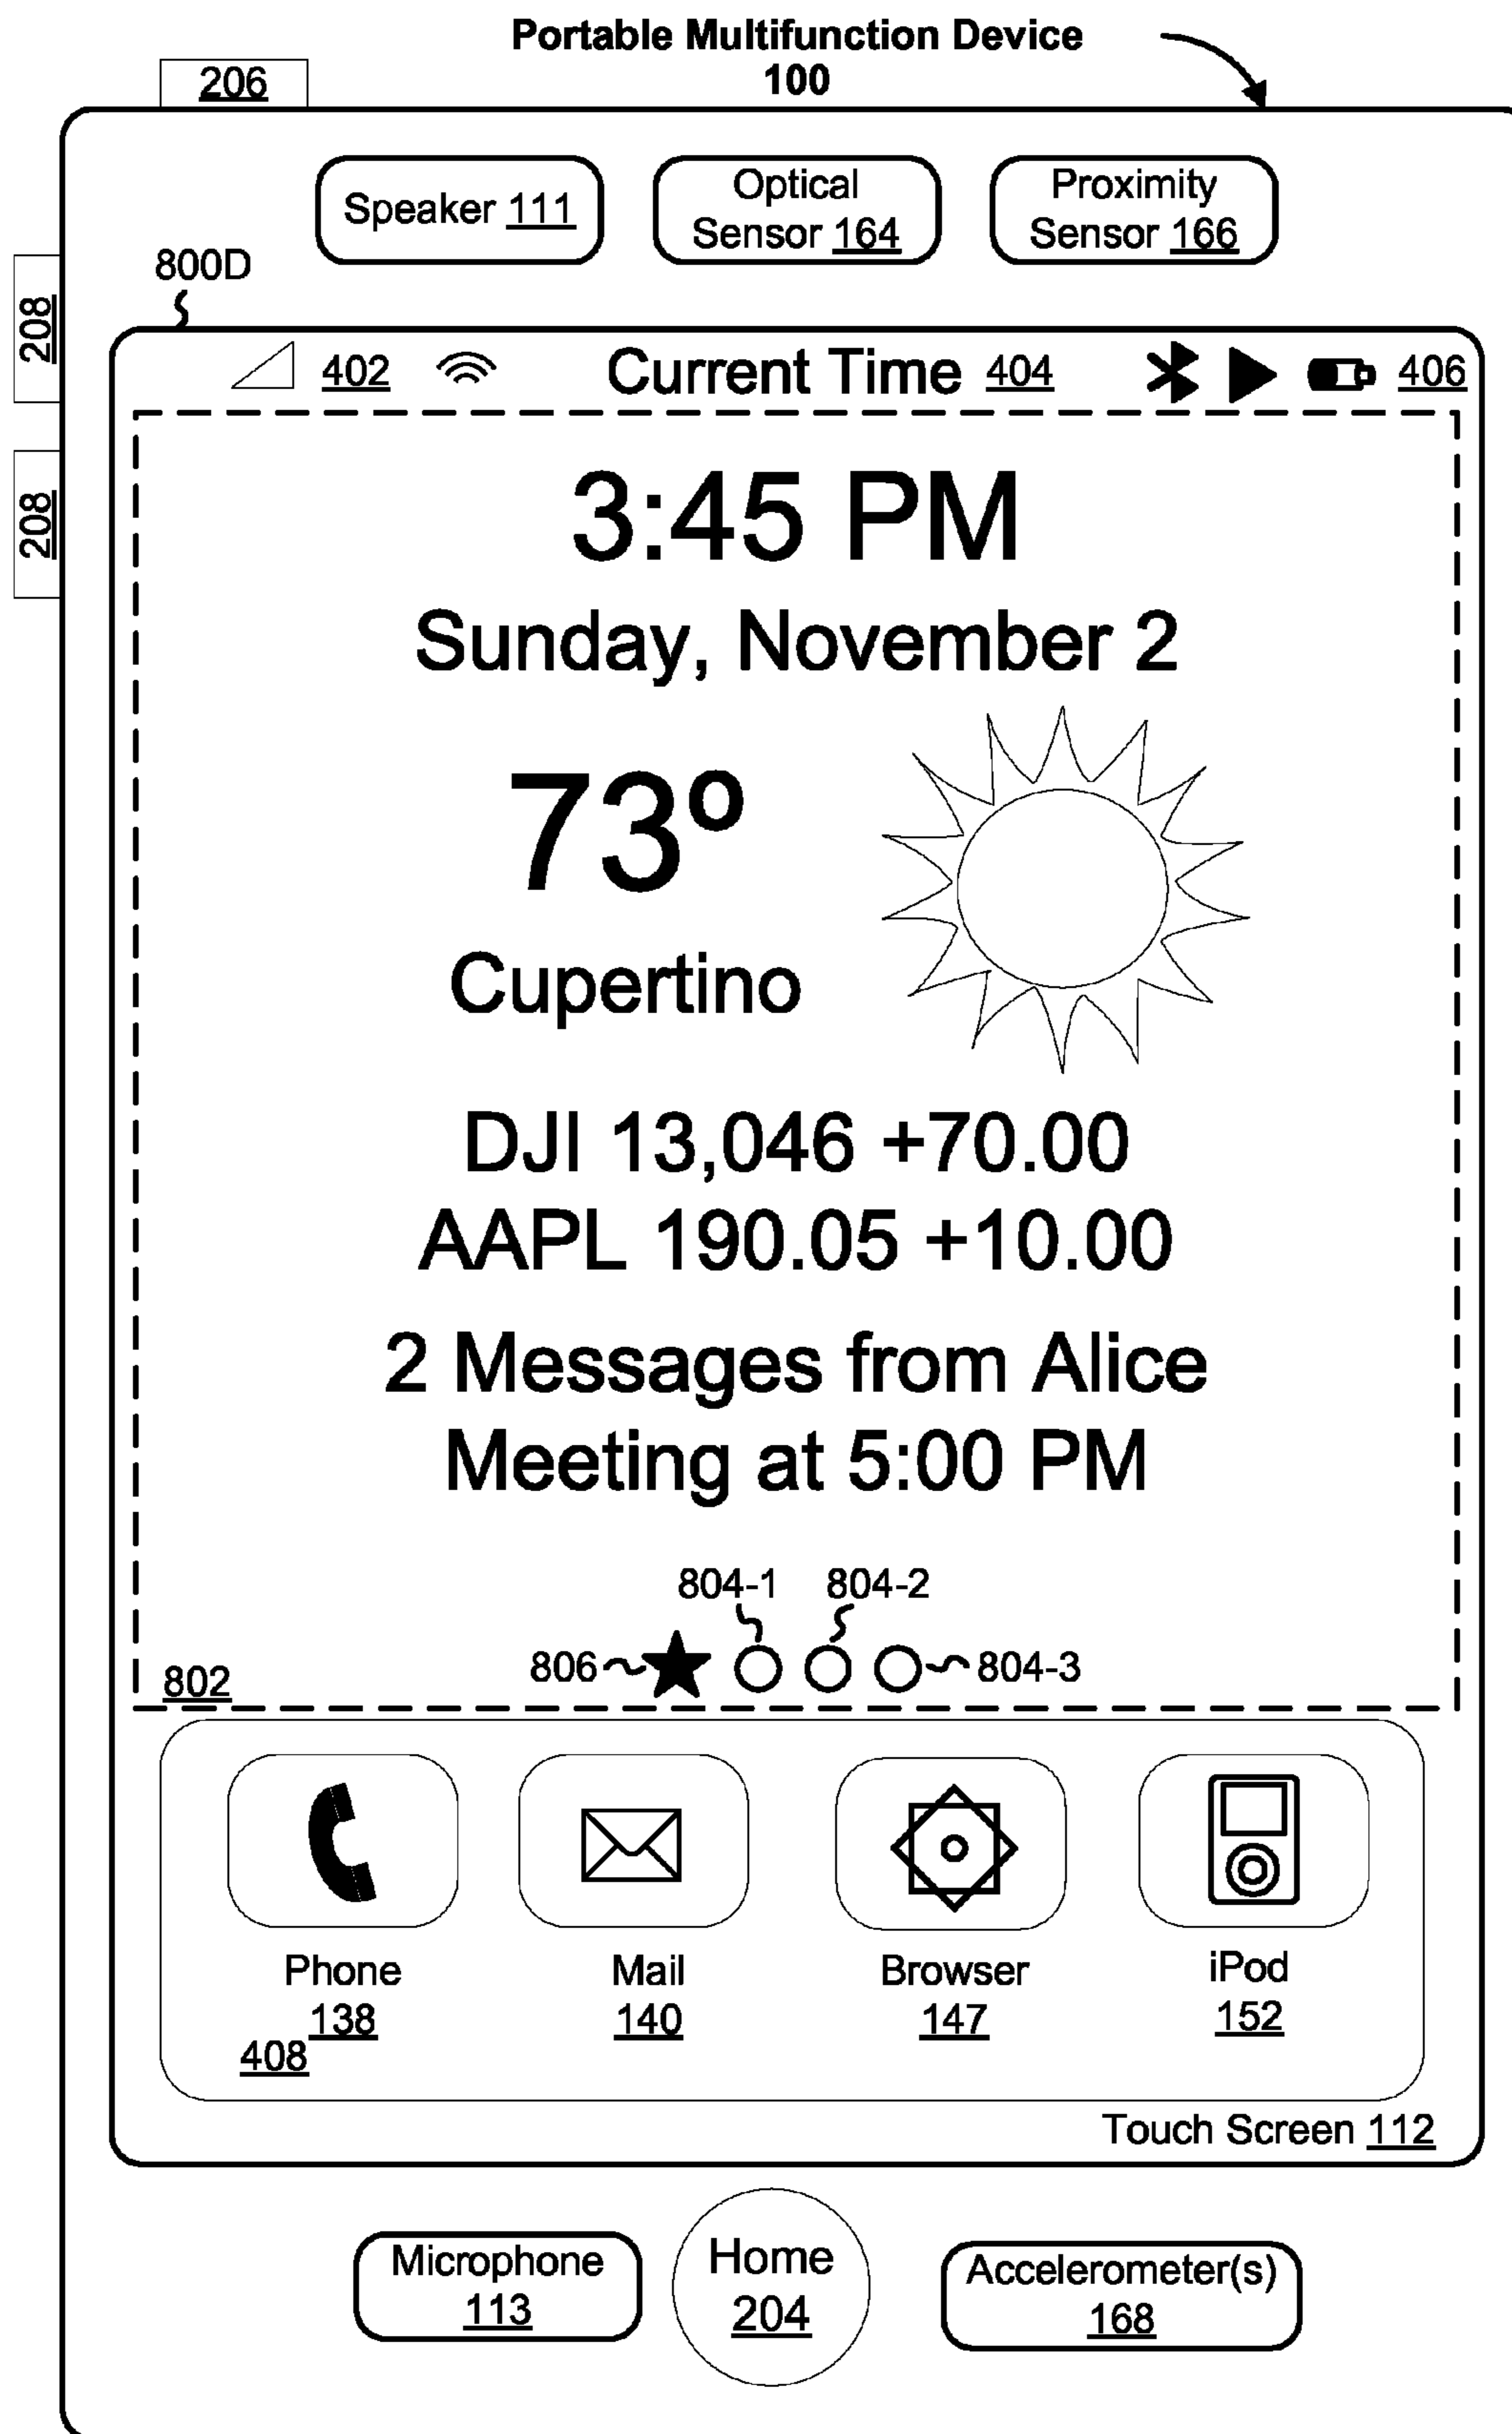 Portable Multifunction Device
100
206
Speaker 111
Optical
Sensor 164
Proximity
Sensor 166
800D
208
208
402
Current Time 404
406
3:45 PM
Sunday, November 2
73º
Cupertino
DJI 13,046 +70.00
AAPL 190.05 +10.00
2 Messages from Alice
Meeting at 5:00 PM
804-1 804-2
806
804-3
802
Phone
138
Mail
140
Browser
147
iPod
152
408
Touch Screen 112
Microphone
113
Home
204
Accelerometer(s)
168